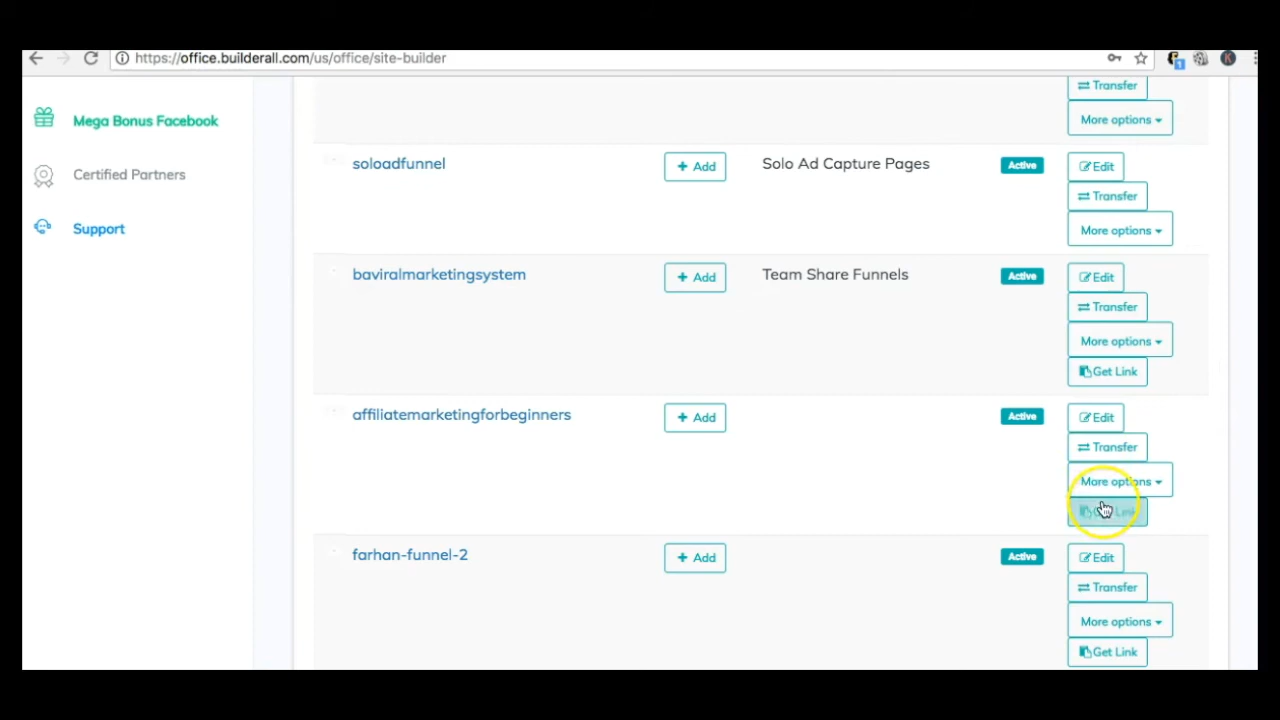 https://office.builderall.com/us/office/site-builder
1
K
Mega Bonus Facebook
Certified Partners
Support
Transfer
More options
soloadfunnel
+ Add
Solo Ad Capture Pages
Active
Edit
Transfer
More options
baviralmarketingsystem
+ Add
Team Share Funnels
Active
Edit
Transfer
More options
Get Link
affiliatemarketingforbeginners
+ Add
Active
Edit
Transfer
More options
Link
farhan-funnel-2
+ Add
Active
Edit
Transfer
More options
Get Link